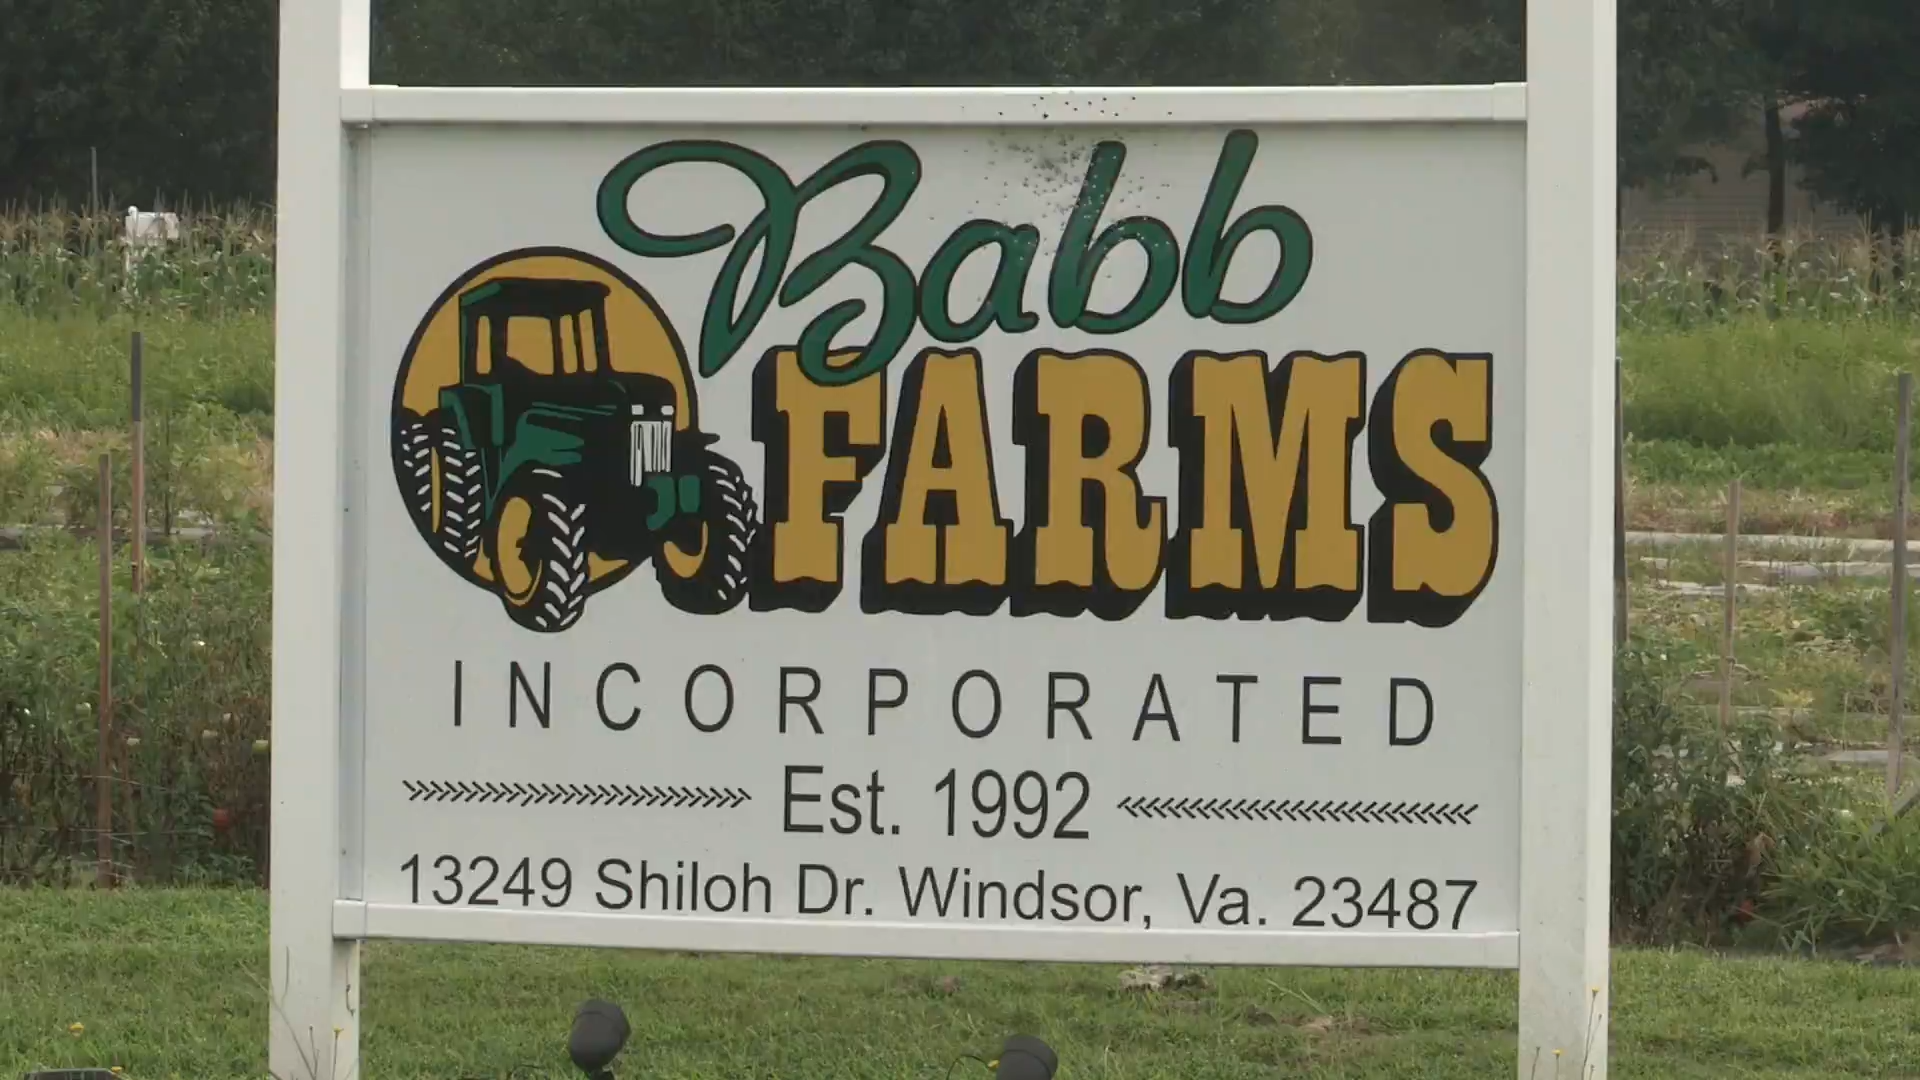 Babb
FARMS
INCORPORATED
Est. 1992
13249 Shiloh Dr. Windsor, Va. 23487